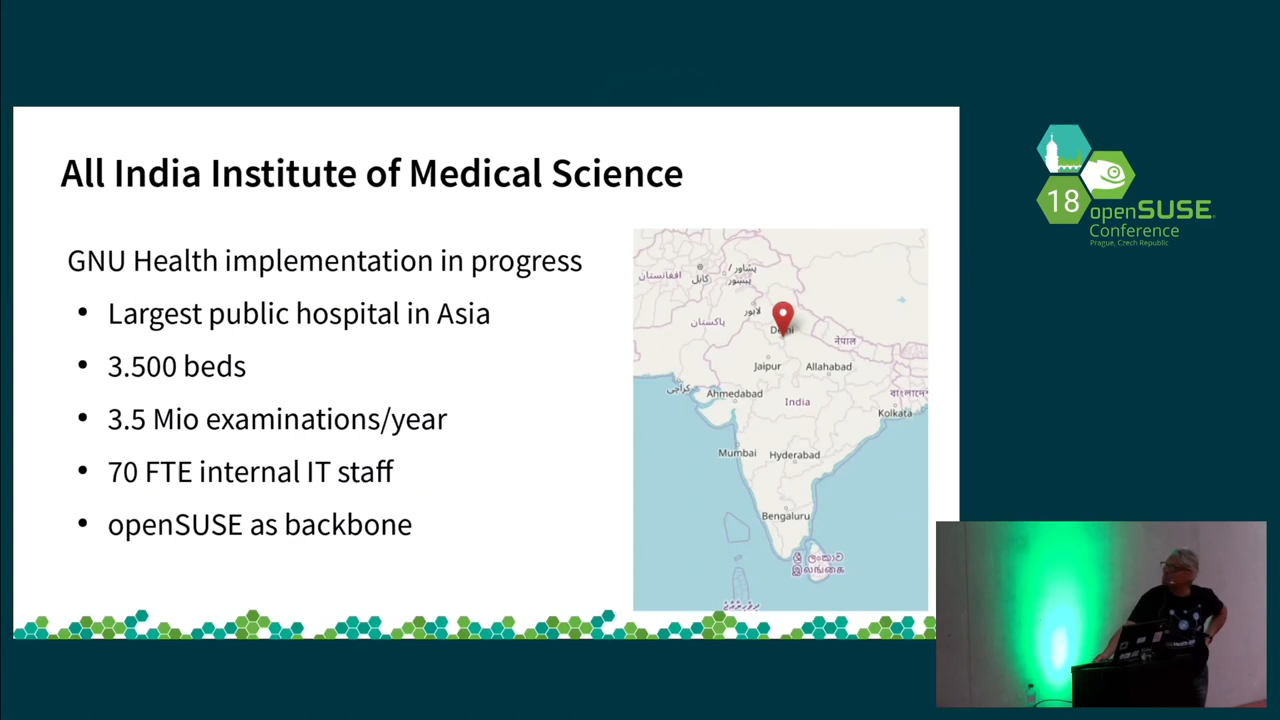 All India Institute of Medical Science
GNU Health implementation in progress
• Largest public hospital in Asia
• 3.500 beds
• 3.5 Mio examinations/year
• 70 FTE internal IT staff
• openSUSE as backbone
افغانستان
کابل
پشاور /
پېښور
لاہور
پاکستان
Delhi
नेपाल
Jaipur
Allahabad
کراچی
Ahmedabad
India
বাংলাদেশ
Kolkata
Mumbai
Hyderabad
Bengaluru
ශ්‍රී ලංකාව
இலங்கை
18
openSUSE
Conference
Prague, Czech Republic